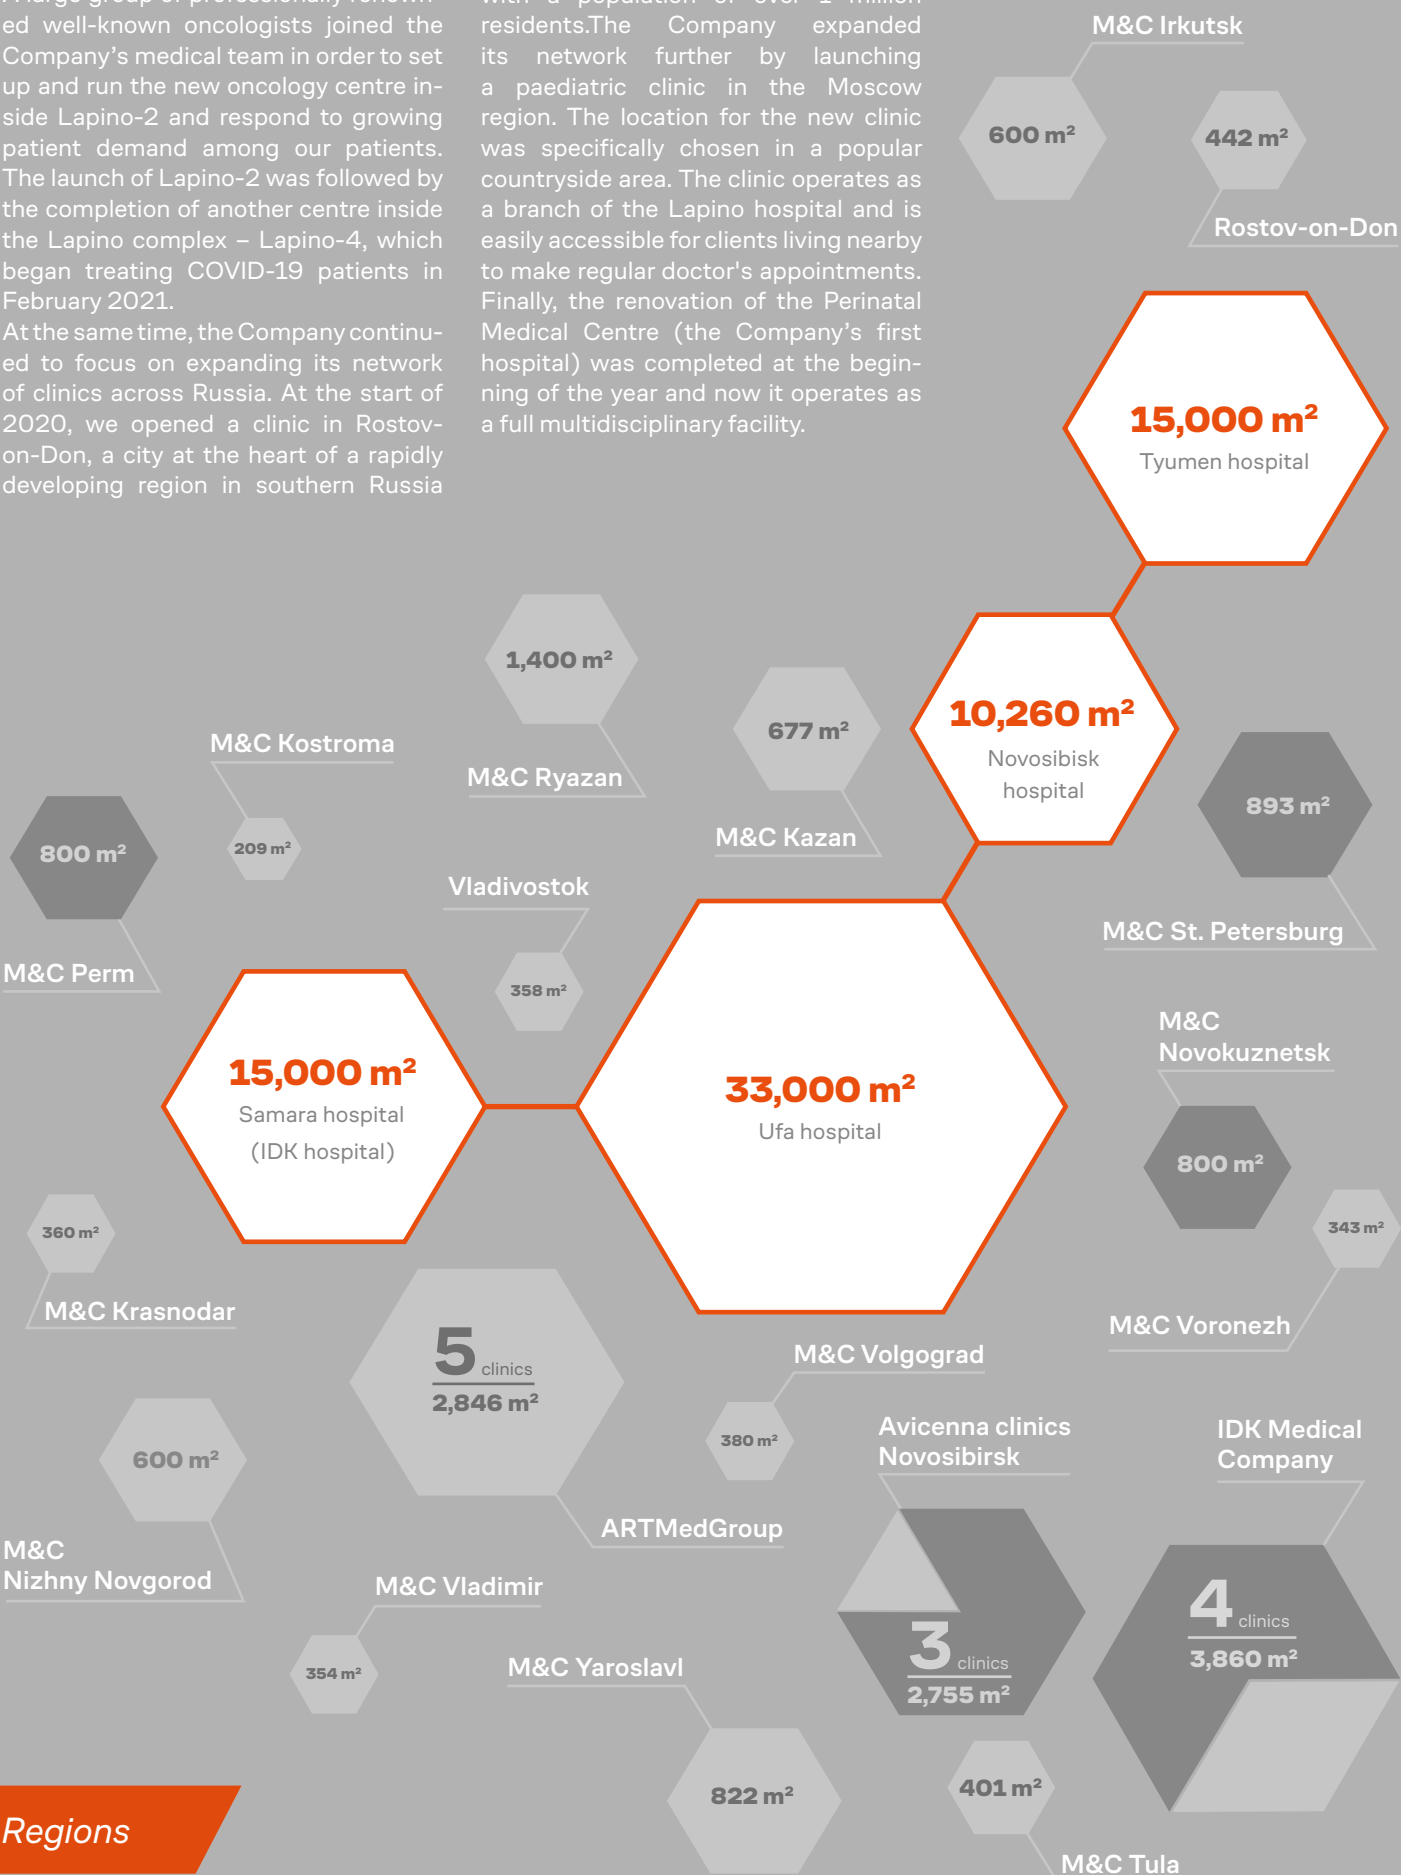 A large group of professionally renown-
ed well-known oncologists joined the
Company’s medical team in order to set
up and run the new oncology centre in-
side Lapino-2 and respond to growing
patient demand among our patients.
The launch of Lapino-2 was followed by
the completion of another centre inside
the Lapino complex – Lapino-4, which
began treating COVID-19 patients in
February 2021.
At the same time, the Company continu-
ed to focus on expanding its network
of clinics across Russia. At the start of
2020, we opened a clinic in Rostov-
on-Don, a city at the heart of a rapidly
developing region in southern Russia
with a population of over 1 million
residents.The Company expanded
its network further by launching
a paediatric clinic in the Moscow
region. The location for the new clinic
was specifically chosen in a popular
countryside area. The clinic operates as
a branch of the Lapino hospital and is
easily accessible for clients living nearby
to make regular doctor's appointments.
Finally, the renovation of the Perinatal
Medical Centre (the Company’s first
hospital) was completed at the begin-
ning of the year and now it operates as
a full multidisciplinary facility.
M&C Irkutsk
600 m²
442 m²
Rostov-on-Don
15,000 m²
Tyumen hospital
1,400 m²
M&C Ryazan
677 m²
M&C Kazan
10,260 m²
Novosibisk
hospital
893 m²
M&C St. Petersburg
M&C Kostroma
209 m²
800 m²
M&C Perm
Vladivostok
358 m²
15,000 m²
Samara hospital
(IDK hospital)
33,000 m²
Ufa hospital
M&C
Novokuznetsk
800 m²
343 m²
M&C Voronezh
360 m²
M&C Krasnodar
5 clinics
2,846 m²
ARTMedGroup
M&C Volgograd
380 m²
600 m²
M&C
Nizhny Novgorod
Avicenna clinics
Novosibirsk
3 clinics
2,755 m²
IDK Medical
Company
4 clinics
3,860 m²
M&C Vladimir
354 m²
M&C Yaroslavl
822 m²
401 m²
M&C Tula
Regions